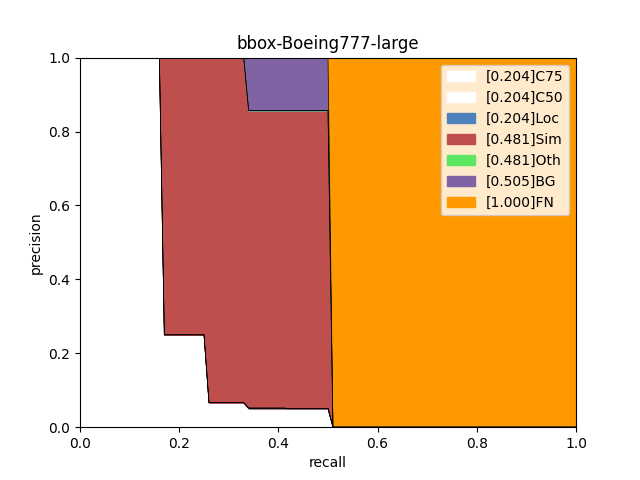 bbox-Boeing777-large
1.0
0.8
0.6
0.4
0.2
0.0
precision
[0.204]C75
[0.204]C50
[0.204]Loc
[0.481]Sim
[0.481]Oth
[0.505]BG
[1.000]FN
0.0 0.2 0.4 0.6 0.8 1.0
recall